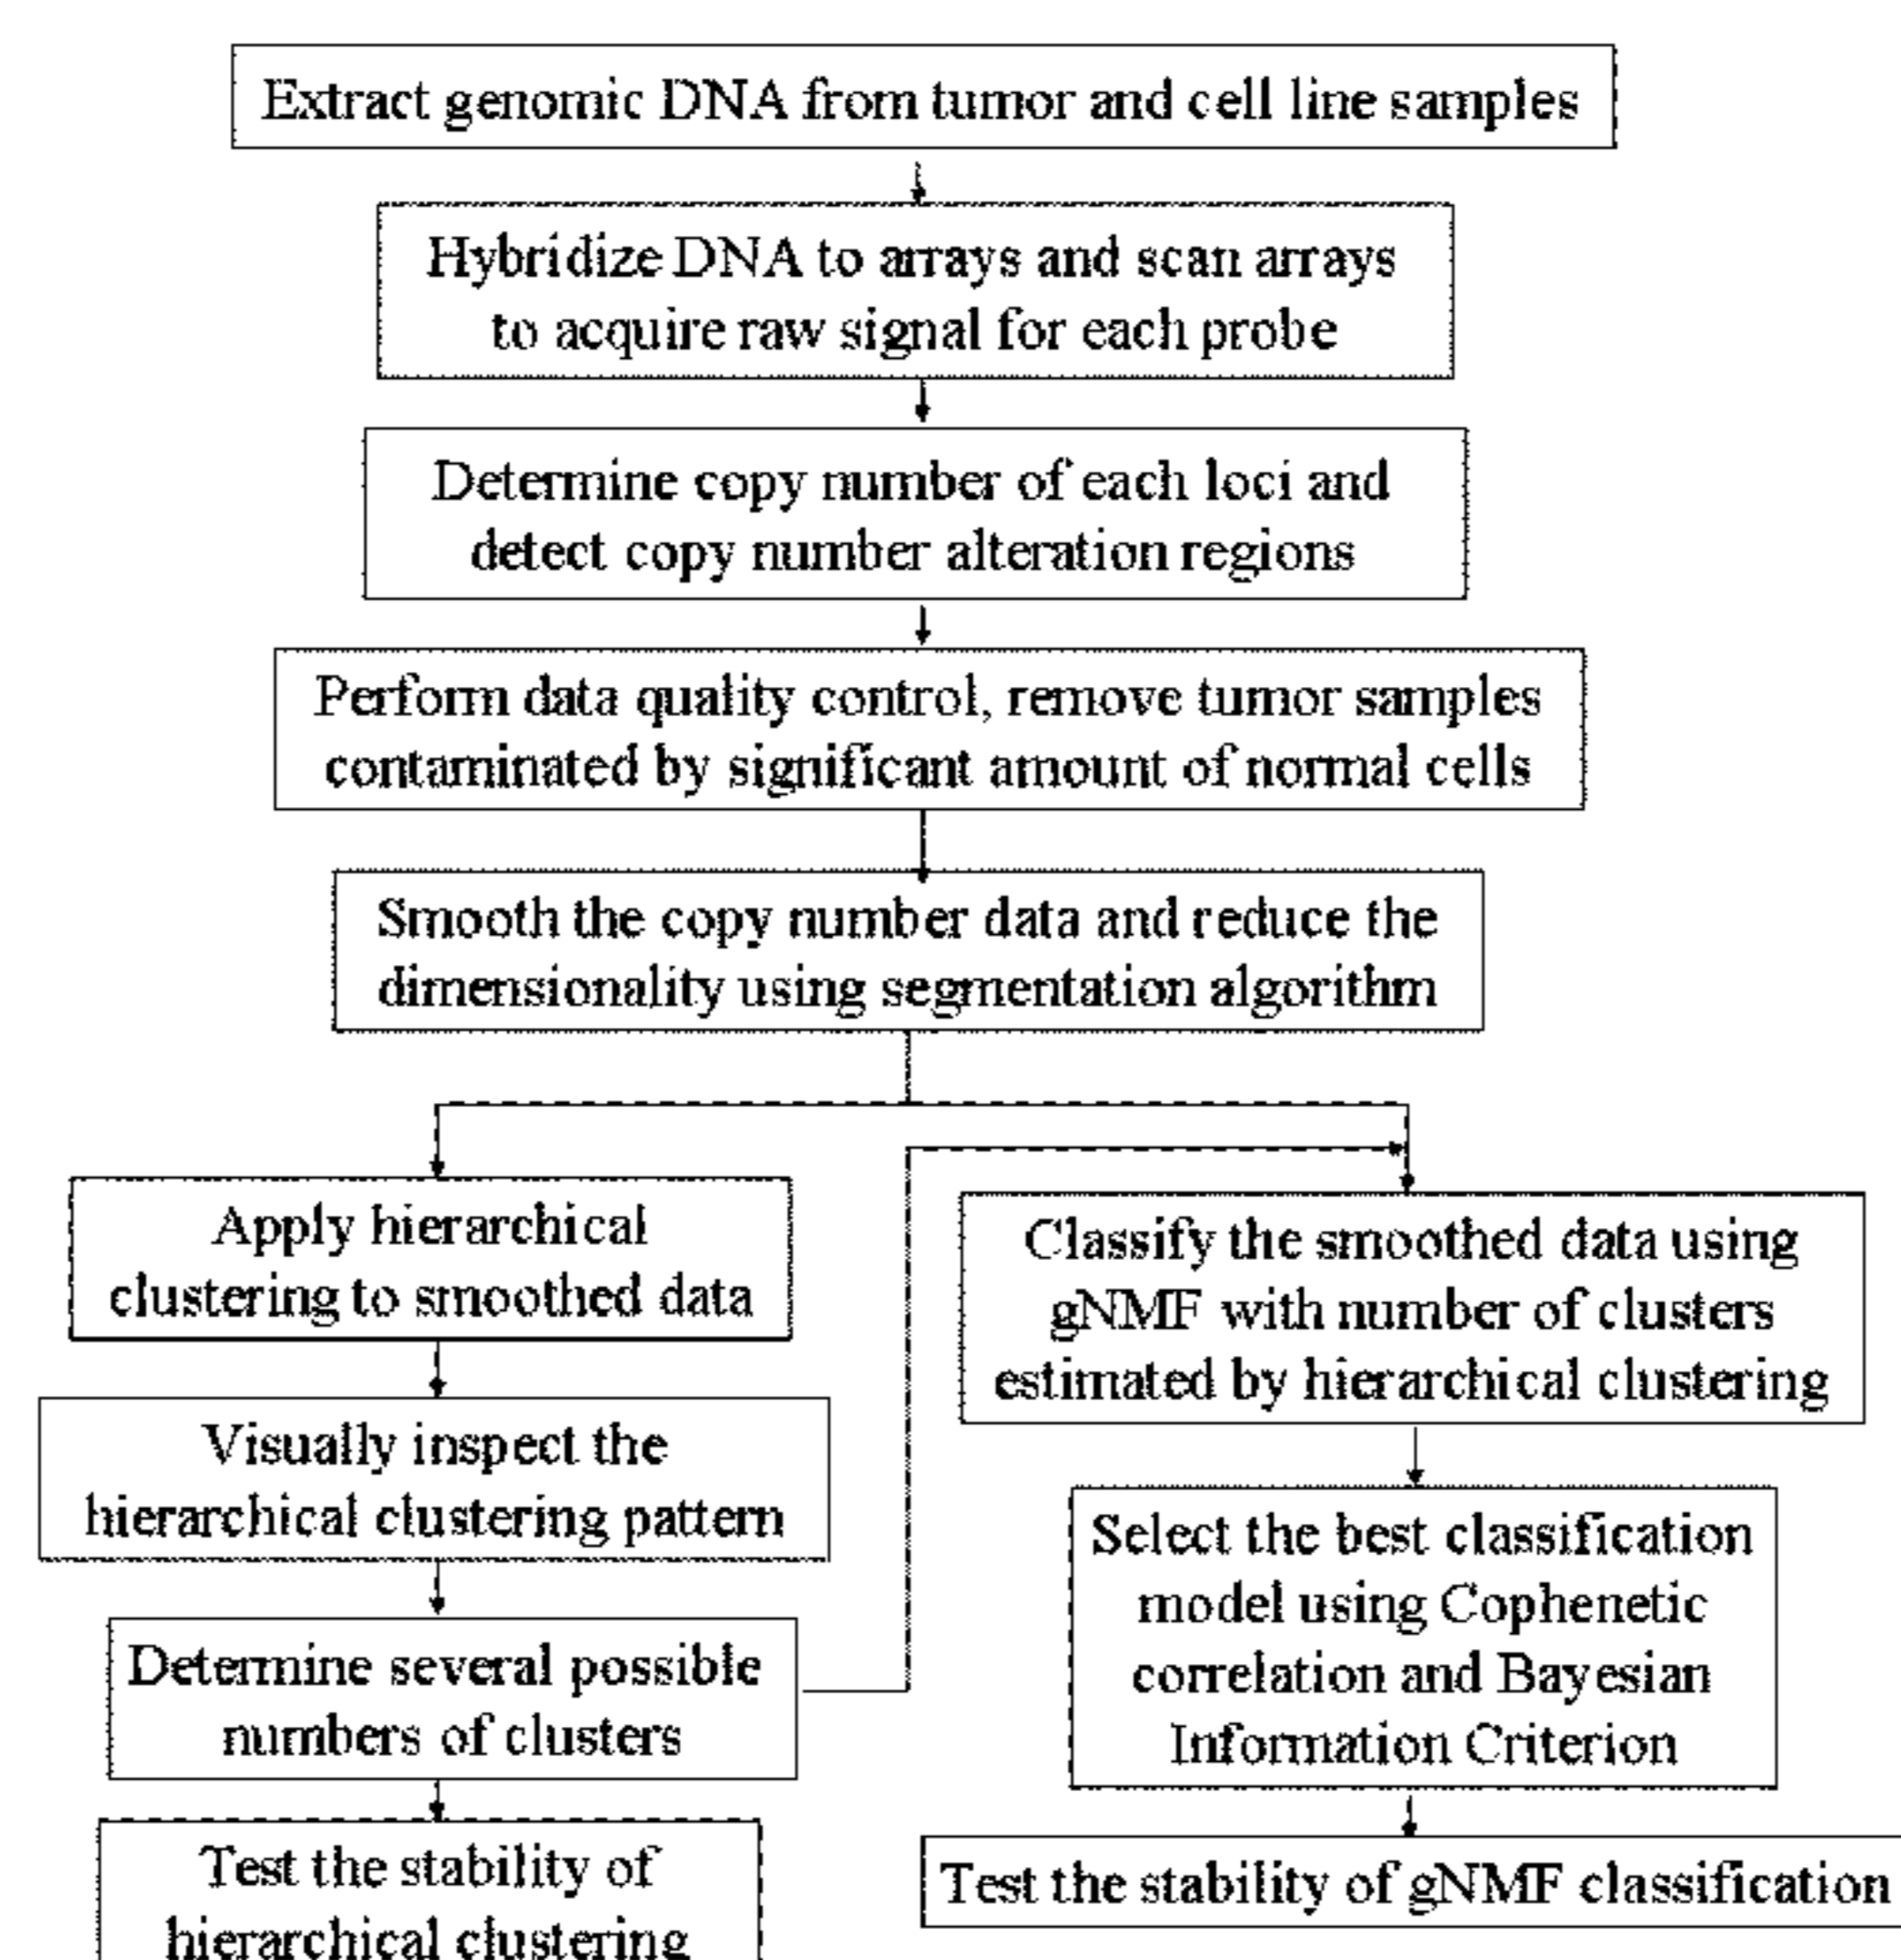 Extract genomic DNA from tumor and cell line samples
Hybridize DNA to arrays and scan arrays
to acquire raw signal for each probe
Determine copy number of each loci and
detect copy number alteration regions
Perform data quality control, remove tumor samples
contaminated by significant amount of normal cells
Smooth the copy number data and reduce the
dimensionality using segmentation algorithm
Apply hierarchical
clustering to smoothed data
Visually inspect the
hierarchical clustering pattern
Determine several possible
numbers of clusters
Test the stability of
hierarchical clustering
Classify the smoothed data using
gNMF with number of clusters
estimated by hierarchical clustering
Select the best classification
model using Cophenetic
correlation and Bayesian
Information Criterion
Test the stability of gNMF classification